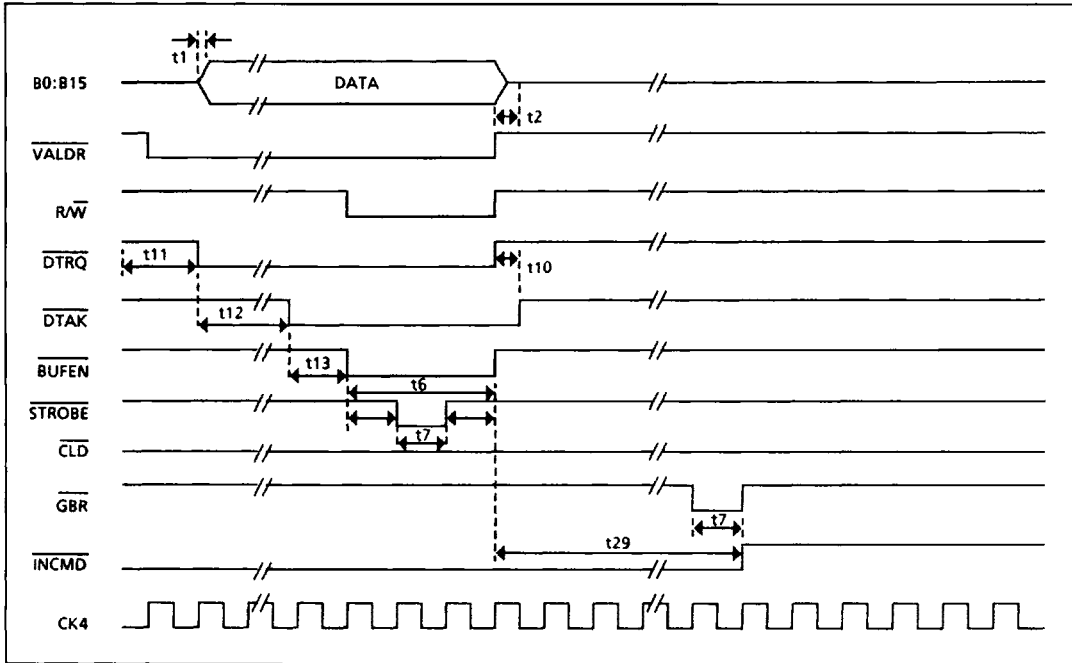 t1
B0:B15
DATA
t2
VALDR
R/W
DTRQ
t11
t10
DTAK
t12
BUFEN
t13
t6
STROBE
t7
CLD
GBR
t7
INCMD
t29
CK4